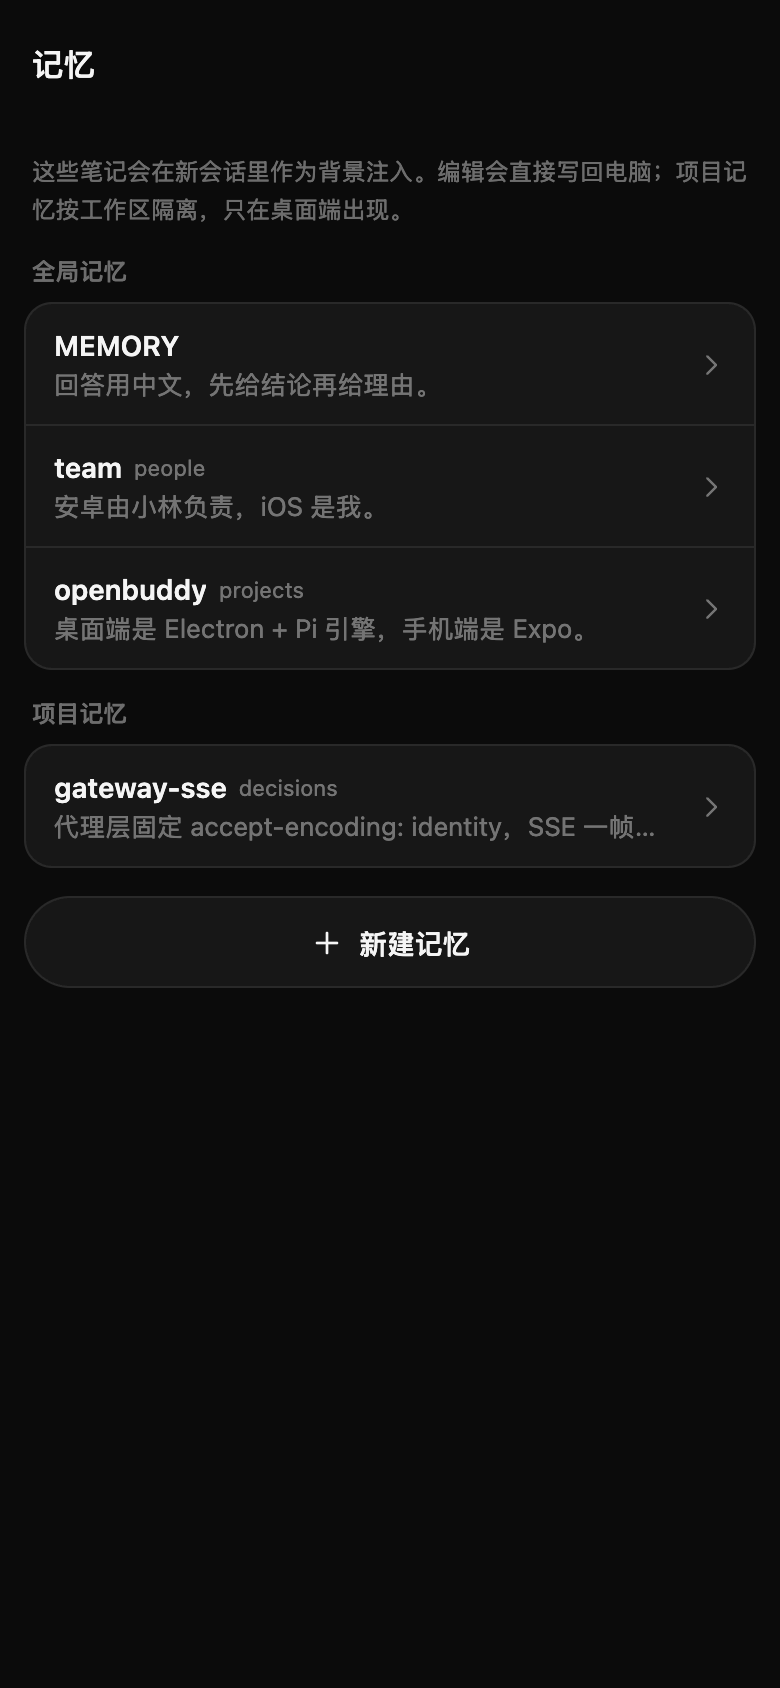 记忆
这些笔记会在新会话里作为背景注入。编辑会直接写回电脑；项目记
忆按工作区隔离，只在桌面端出现。
全局记忆
MEMORY
回答用中文，先给结论再给理由。
team people
安卓由小林负责，iOS 是我。
openbuddy projects
桌面端是 Electron + Pi 引擎，手机端是 Expo。
项目记忆
gateway-sse decisions
代理层固定 accept-encoding: identity，SSE 一帧...
+ 新建记忆